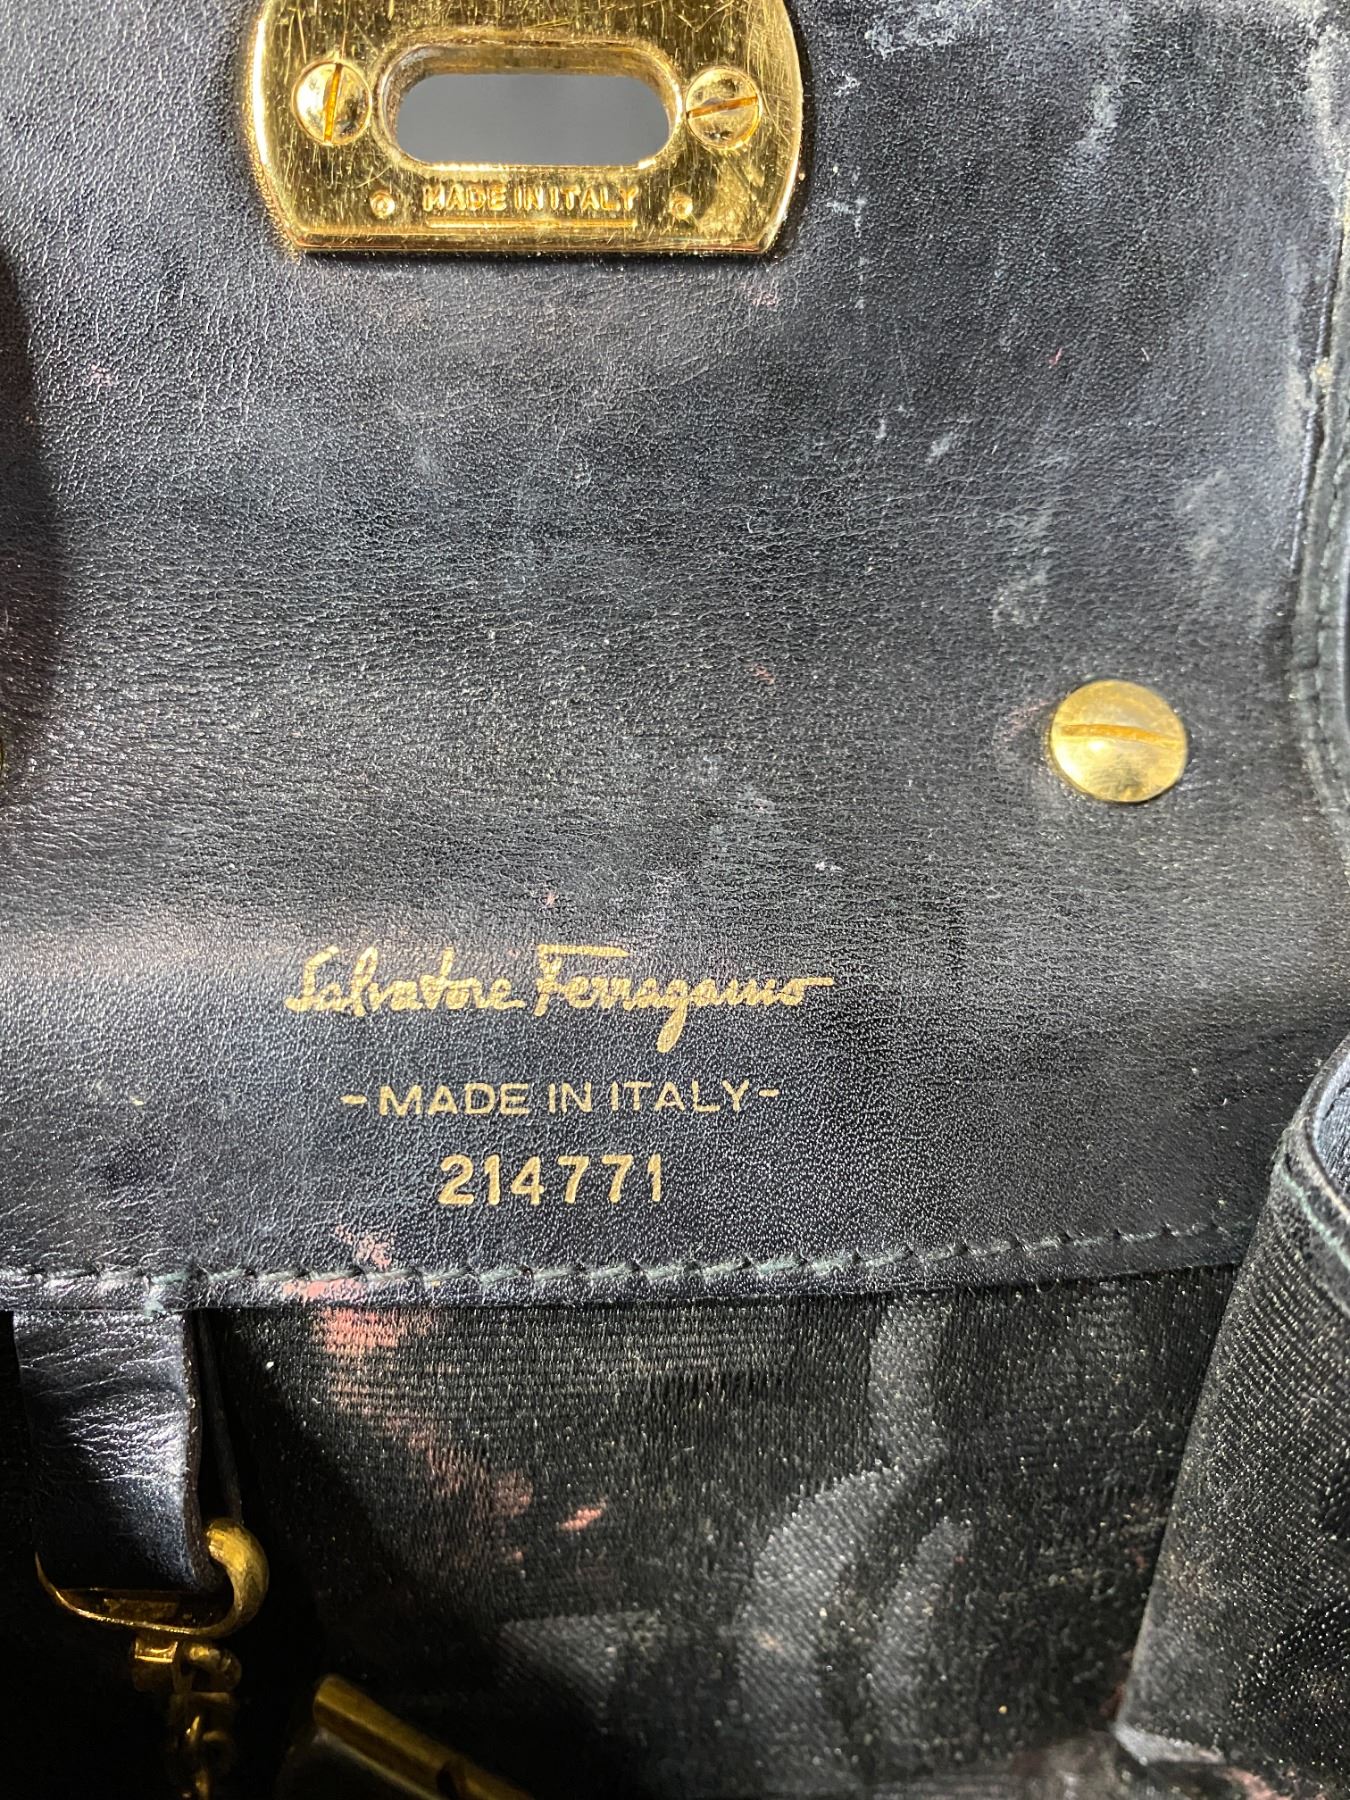 MADE IN ITALY
Salvatore Ferragamo
-MADE IN ITALY-
214771